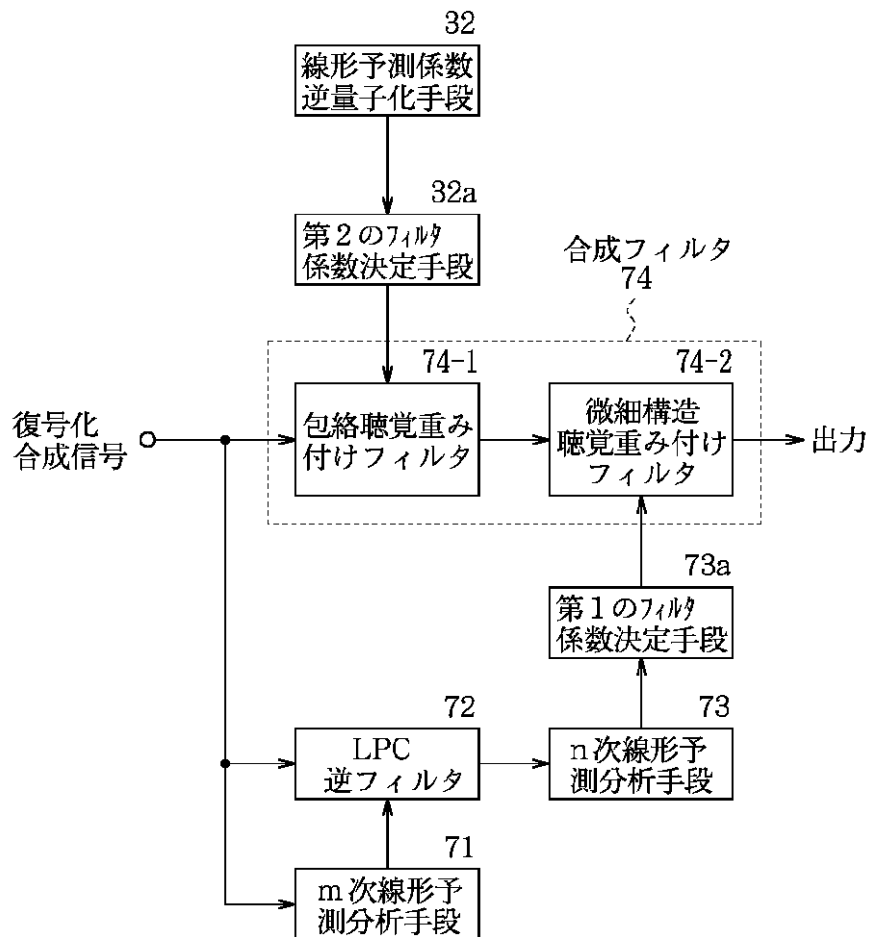 32
線形予測係数
逆量子化手段
32a
第2のフィルタ
係数決定手段
合成フィルタ
74
74-1
74-2
復号化
合成信号
包絡聴覚重み
付けフィルタ
微細構造
聴覚重み付け
フィルタ
出力
73a
第1のフィルタ
係数決定手段
72
73
LPC
逆フィルタ
n次線形予
測分析手段
71
m次線形予
測分析手段